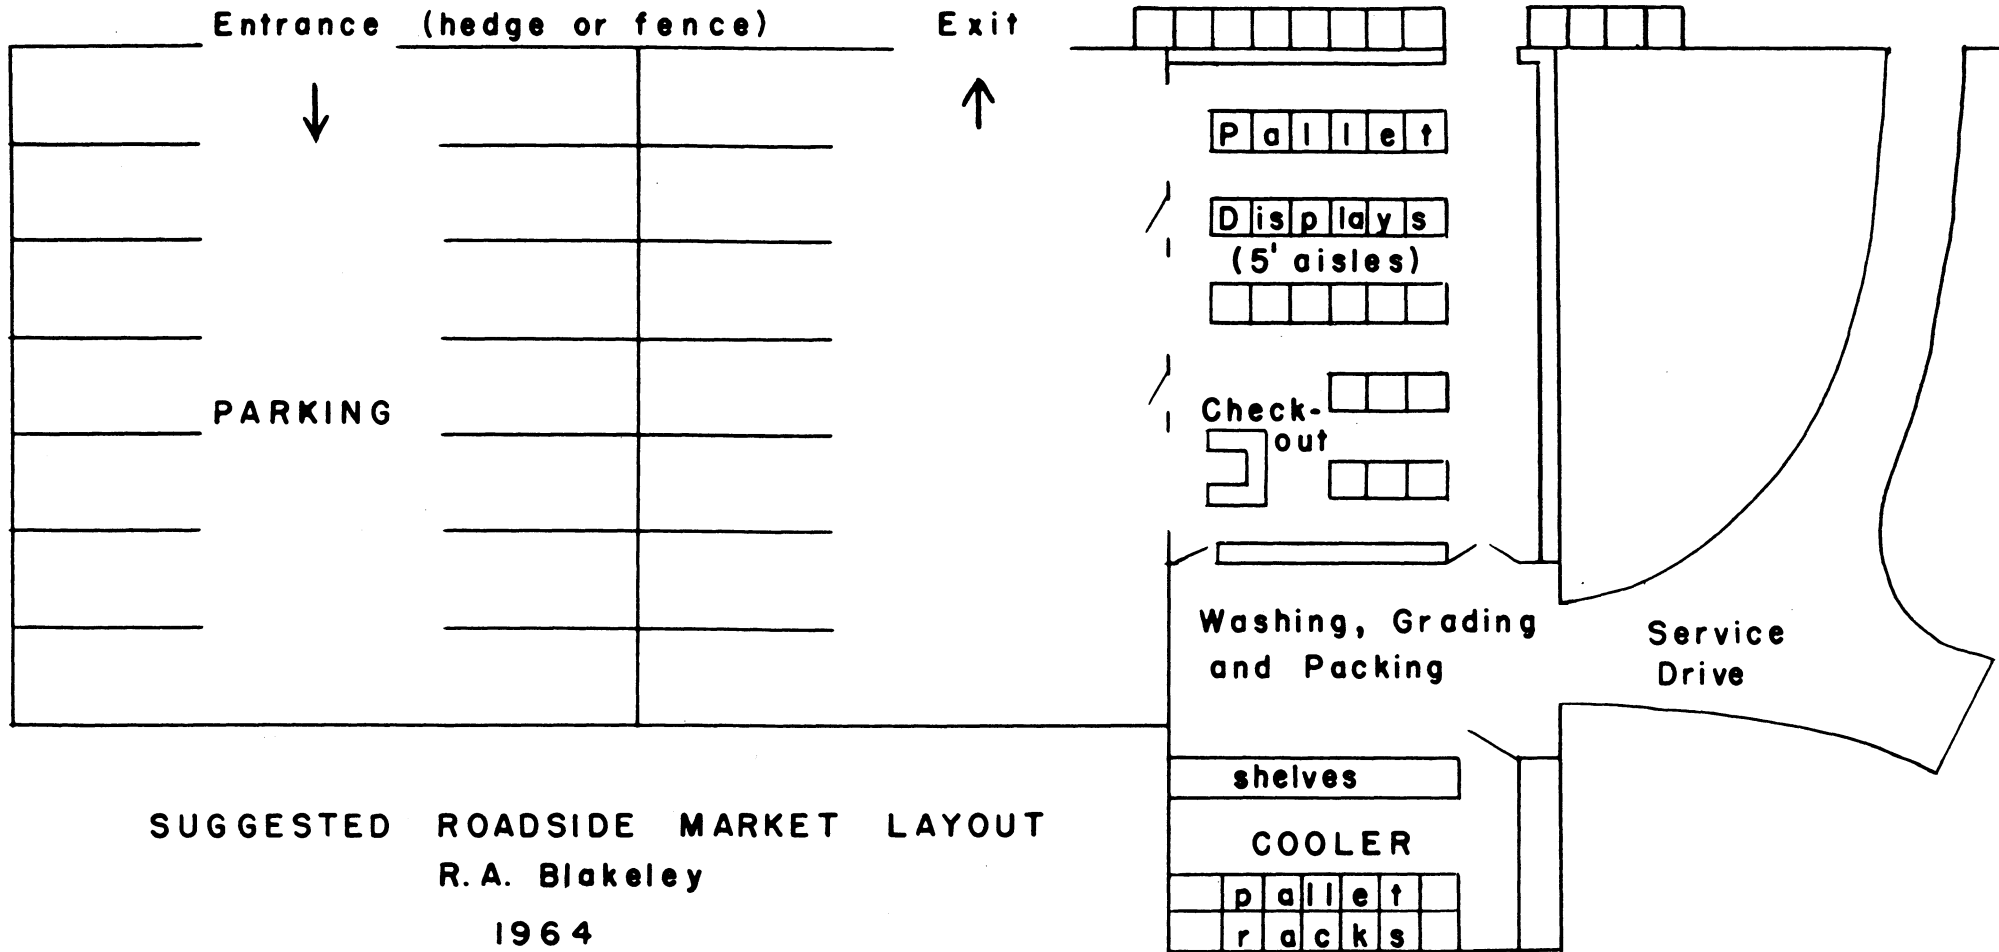 Entrance (hedge or fence)
Exit
Pallet
Displays
(5' aisles)
PARKING
Check-
out
Washing, Grading
and Packing
Service
Drive
shelves
COOLER
pallet
racks
SUGGESTED ROADSIDE MARKET LAYOUT
R.A. Blakeley
1964